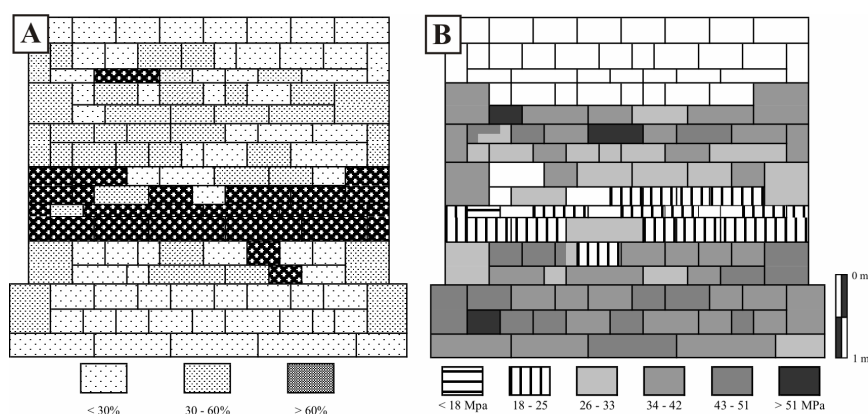 A
B
0 m
1 m
< 30%
30 - 60%
> 60%
< 18 Mpa
18 - 25
26 - 33
34 - 42
43 - 51
> 51 MPa